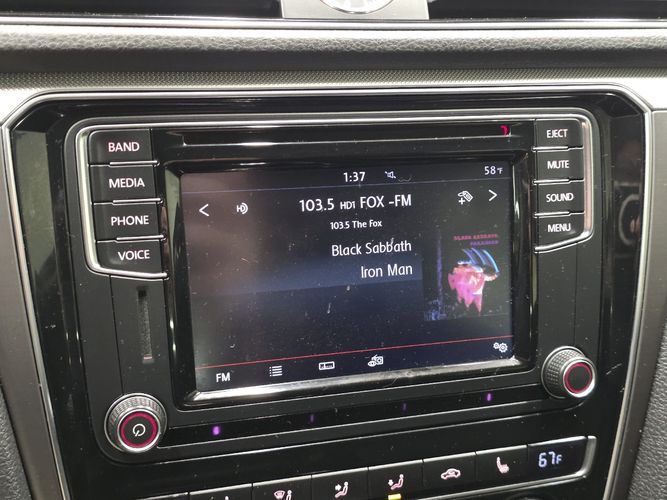 BAND
MEDIA
PHONE
VOICE
EJECT
MUTE
SOUND
MENU
1:37
58°F
103.5 HD1 FOX -FM
103.5 The Fox
Black Sabbath
Iron Man
BLACK SABBATH
PARANOID
FM
67°F